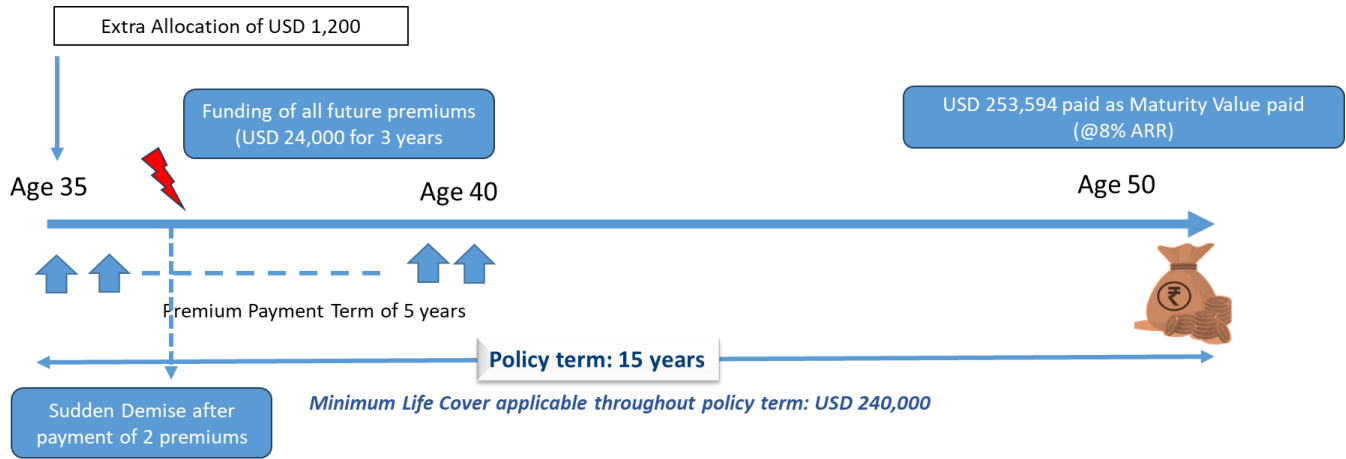 Extra Allocation of USD 1,200
Funding of all future premiums
(USD 24,000 for 3 years
USD 253,594 paid as Maturity Value paid
(@8% ARR)
Age 35
Age 40
Age 50
₹
Premium Payment Term of 5 years
Policy term: 15 years
Minimum Life Cover applicable throughout policy term: USD 240,000
Sudden Demise after
payment of 2 premiums